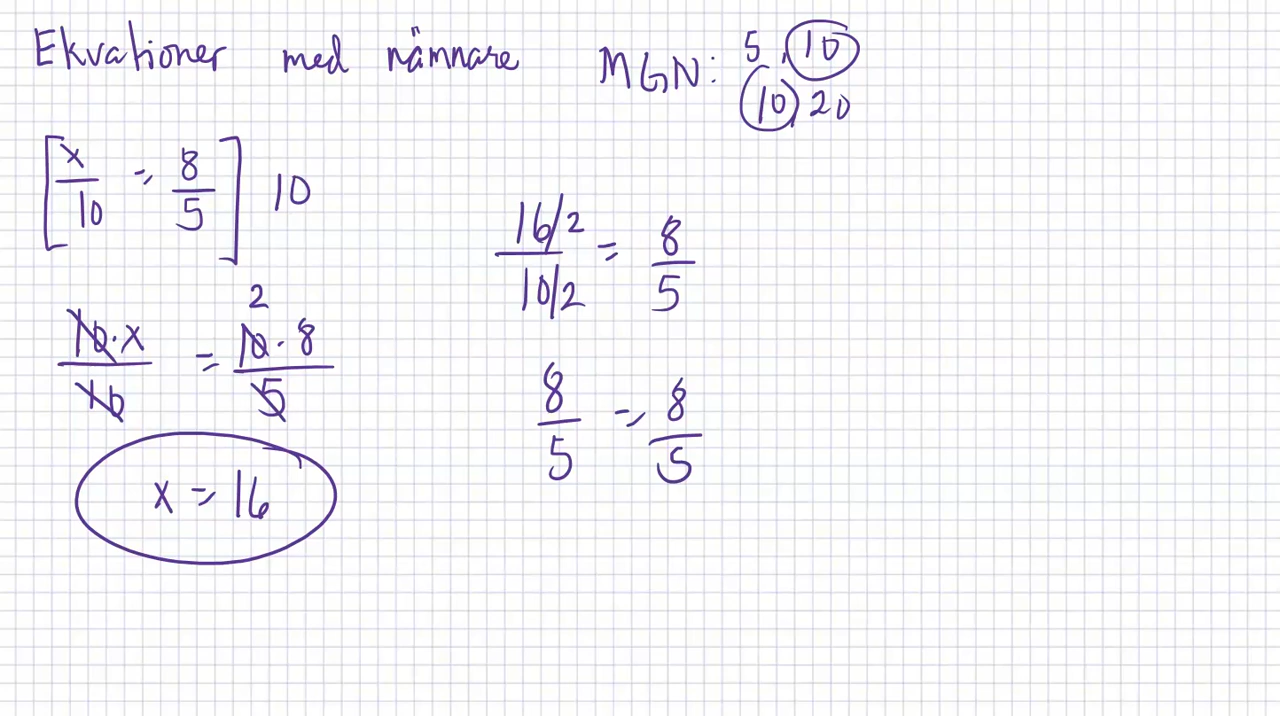 Ekvationer med nämnare MGN: 5, 10
10, 20
[x/10 = 8/5] 10
16/2 / 10/2 = 8/5
2
10·x/10 = 10·8/5
8/5 = 8/5
x = 16